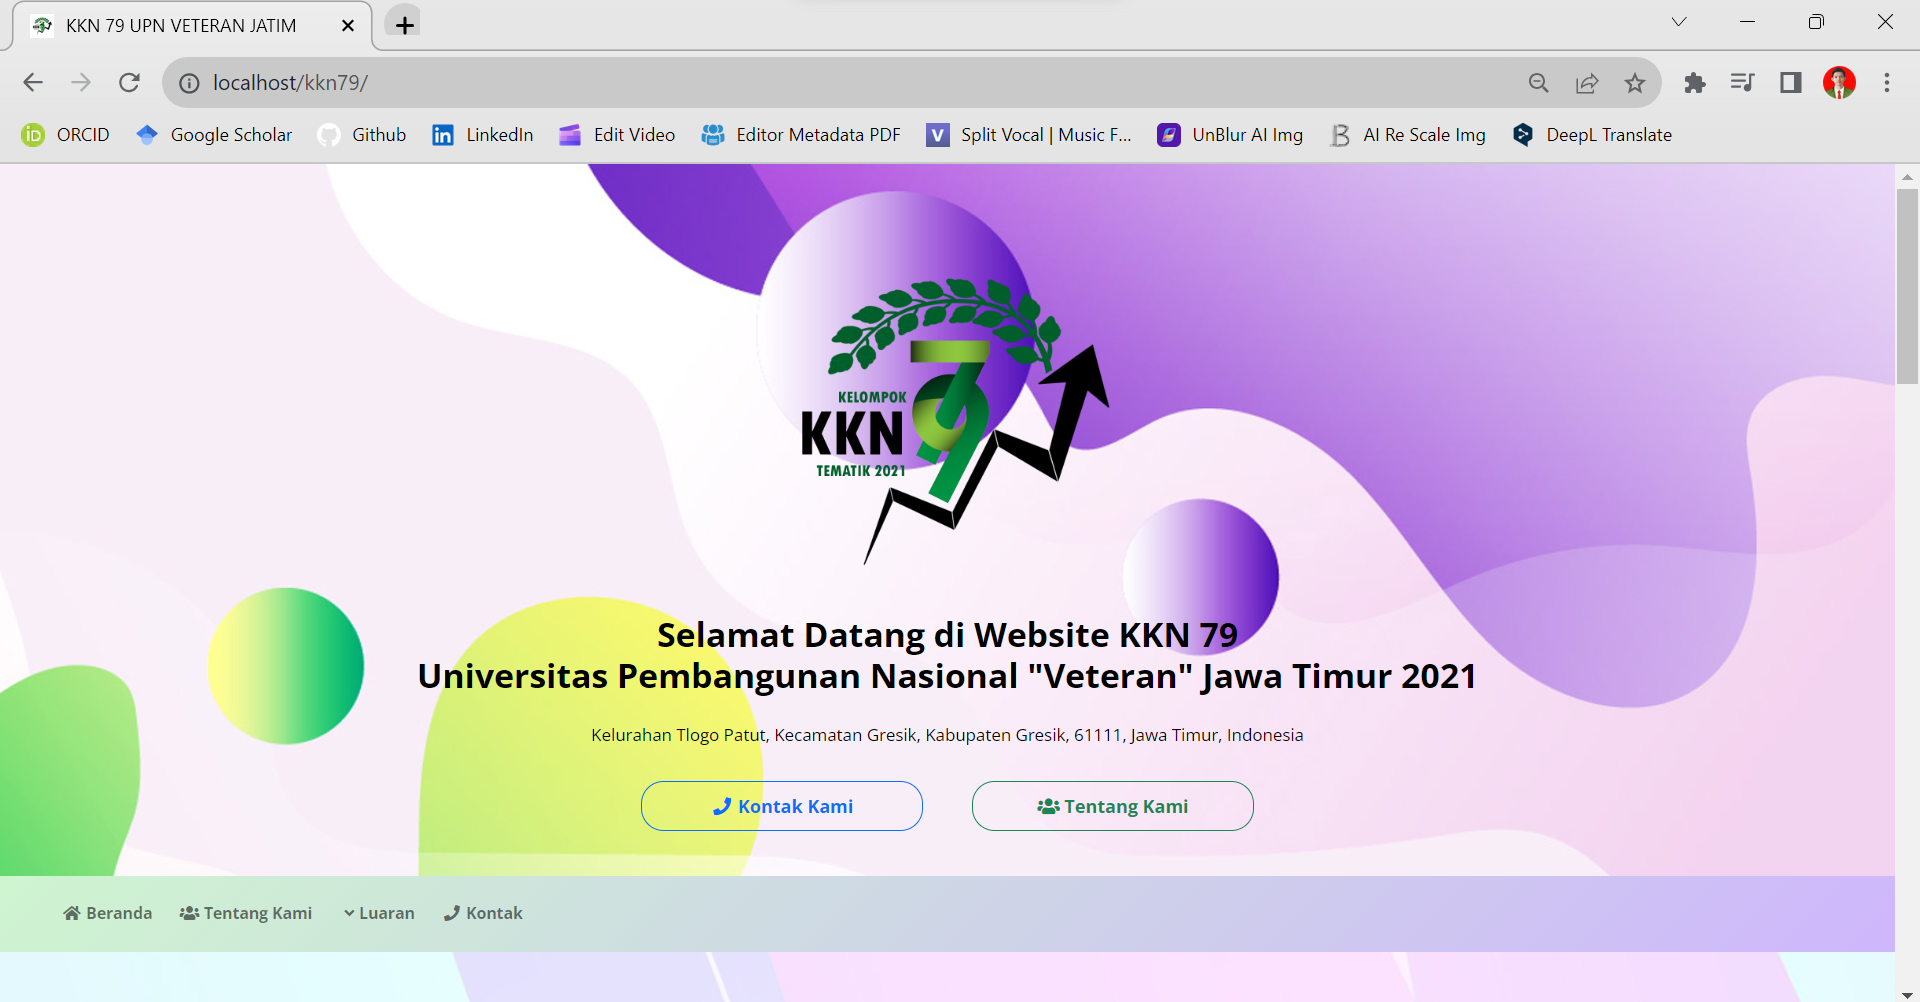 KKN 79 UPN VETERAN JATIM
localhost/kkn79/
ORCID
Google Scholar
Github
LinkedIn
Edit Video
Editor Metadata PDF
Split Vocal | Music F...
UnBlur AI Img
AI Re Scale Img
DeepL Translate
KELOMPOK
KKN 79
TEMATIK 2021
Selamat Datang di Website KKN 79
Universitas Pembangunan Nasional "Veteran" Jawa Timur 2021
Kelurahan Tlogo Patut, Kecamatan Gresik, Kabupaten Gresik, 61111, Jawa Timur, Indonesia
Kontak Kami
Tentang Kami
Beranda
Tentang Kami
Luaran
Kontak